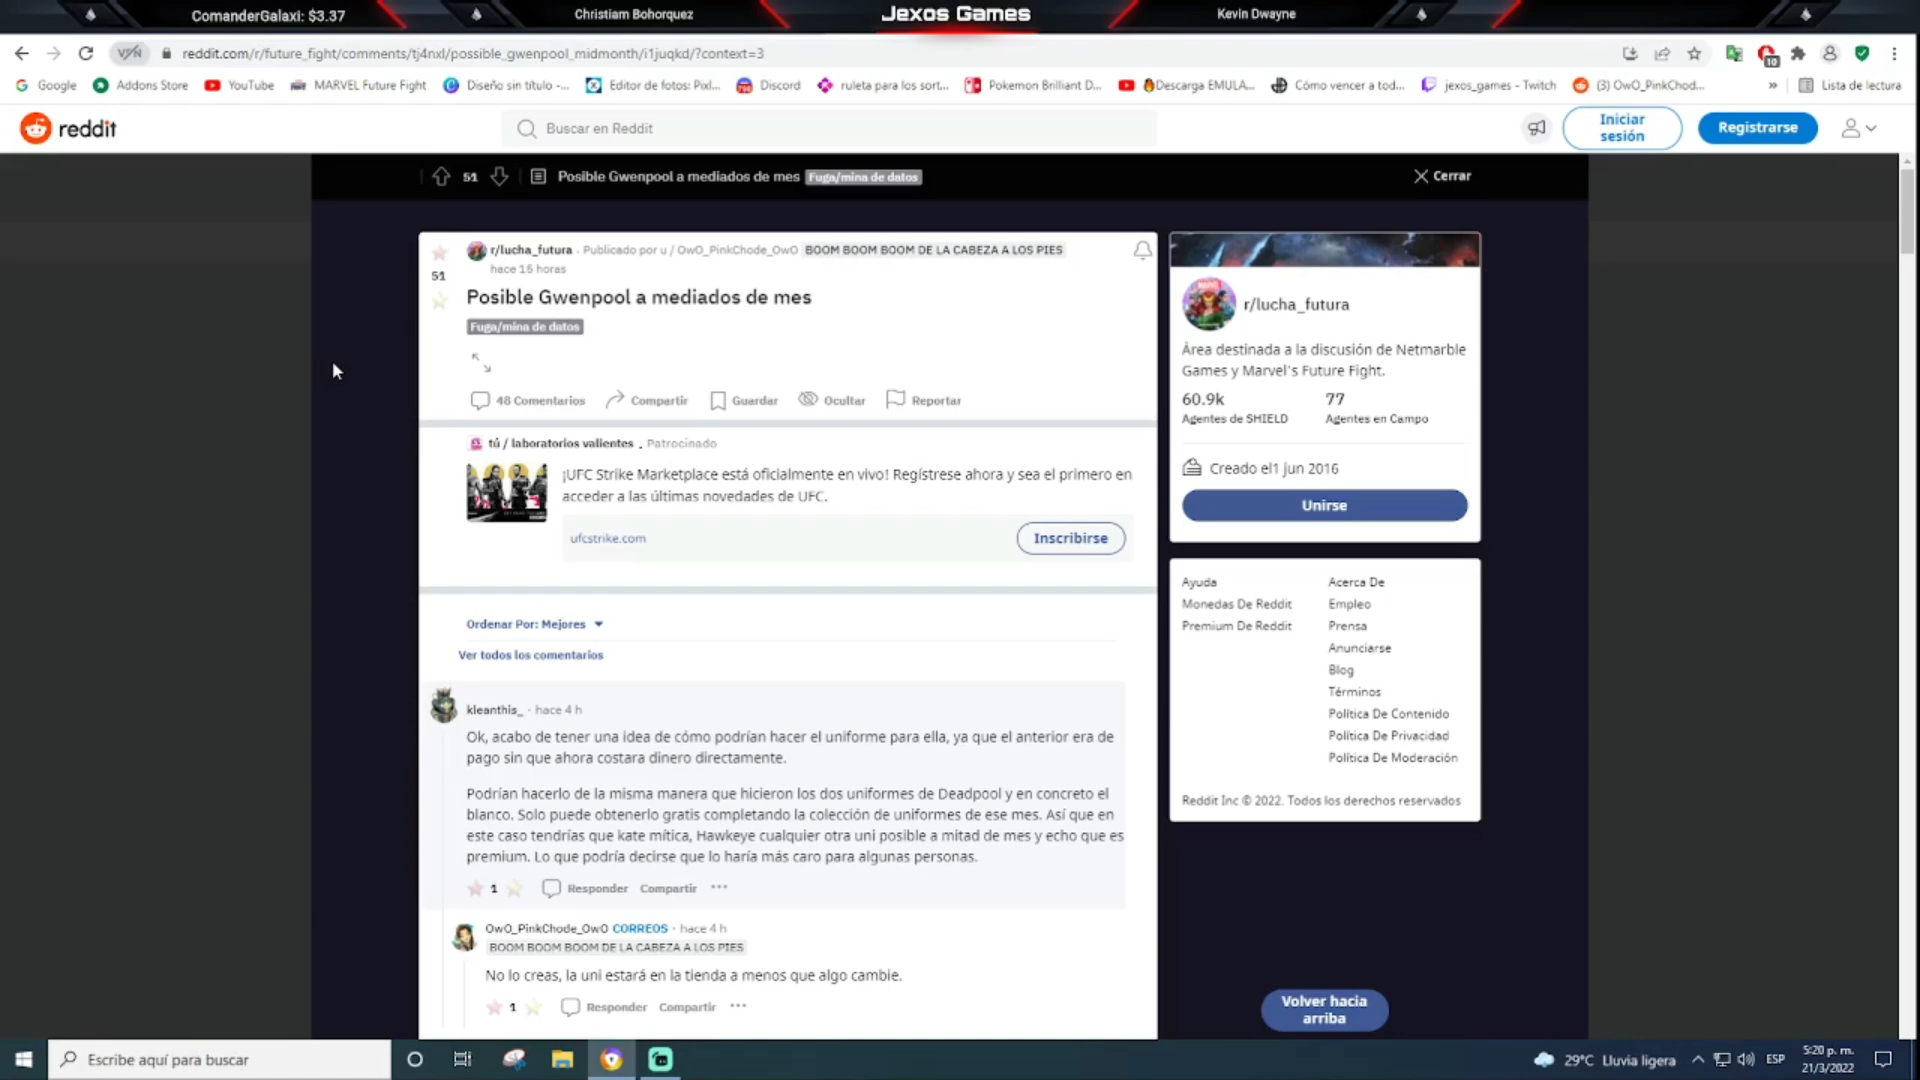 ComanderGalaxi: $3.37
Christiam Bohorquez
Jexos Games
Kevin Dwayne
VPN
reddit.com/r/future_fight/comments/tj4nxl/possible_gwenpool_midmonth/i1juqkd/?context=3
10
Google
Addons Store
YouTube
MARVEL Future Fight
Diseño sin título -...
Editor de fotos: Pixl...
Discord
ruleta para los sort...
Pokemon Brilliant D...
Descarga EMULA...
Cómo vencer a tod...
jexos_games - Twitch
(3) OwO_PinkChod...
»
Lista de lectura
reddit
Buscar en Reddit
Iniciar
sesión
Registrarse
51
Posible Gwenpool a mediados de mes
Fuga/mina de datos
Cerrar
r/lucha_futura · Publicado por u / OwO_PinkChode_OwO BOOM BOOM BOOM DE LA CABEZA A LOS PIES
hace 15 horas
51
Posible Gwenpool a mediados de mes
Fuga/mina de datos
48 Comentarios
Compartir
Guardar
Ocultar
Reportar
tú / laboratorios valientes . Patrocinado
¡UFC Strike Marketplace está oficialmente en vivo! Regístrese ahora y sea el primero en
acceder a las últimas novedades de UFC.
ufcstrike.com
Inscribirse
Ordenar Por: Mejores
Ver todos los comentarios
kleanthis_ · hace 4 h
Ok, acabo de tener una idea de cómo podrían hacer el uniforme para ella, ya que el anterior era de
pago sin que ahora costara dinero directamente.
Podrían hacerlo de la misma manera que hicieron los dos uniformes de Deadpool y en concreto el
blanco. Solo puede obtenerlo gratis completando la colección de uniformes de ese mes. Así que en
este caso tendrías que kate mítica, Hawkeye cualquier otra uni posible a mitad de mes y echo que es
premium. Lo que podría decirse que lo haría más caro para algunas personas.
1
Responder
Compartir
···
OwO_PinkChode_OwO CORREOS · hace 4 h
BOOM BOOM BOOM DE LA CABEZA A LOS PIES
No lo creas, la uni estará en la tienda a menos que algo cambie.
1
Responder
Compartir
···
r/lucha_futura
Área destinada a la discusión de Netmarble
Games y Marvel's Future Fight.
60.9k
77
Agentes de SHIELD
Agentes en Campo
Creado el1 jun 2016
Unirse
Ayuda
Acerca De
Monedas De Reddit
Empleo
Premium De Reddit
Prensa
Anunciarse
Blog
Términos
Política De Contenido
Política De Privacidad
Política De Moderación
Reddit Inc © 2022. Todos los derechos reservados
Volver hacia
arriba
Escribe aquí para buscar
29°C Lluvia ligera
ESP
5:20 p. m.
21/3/2022